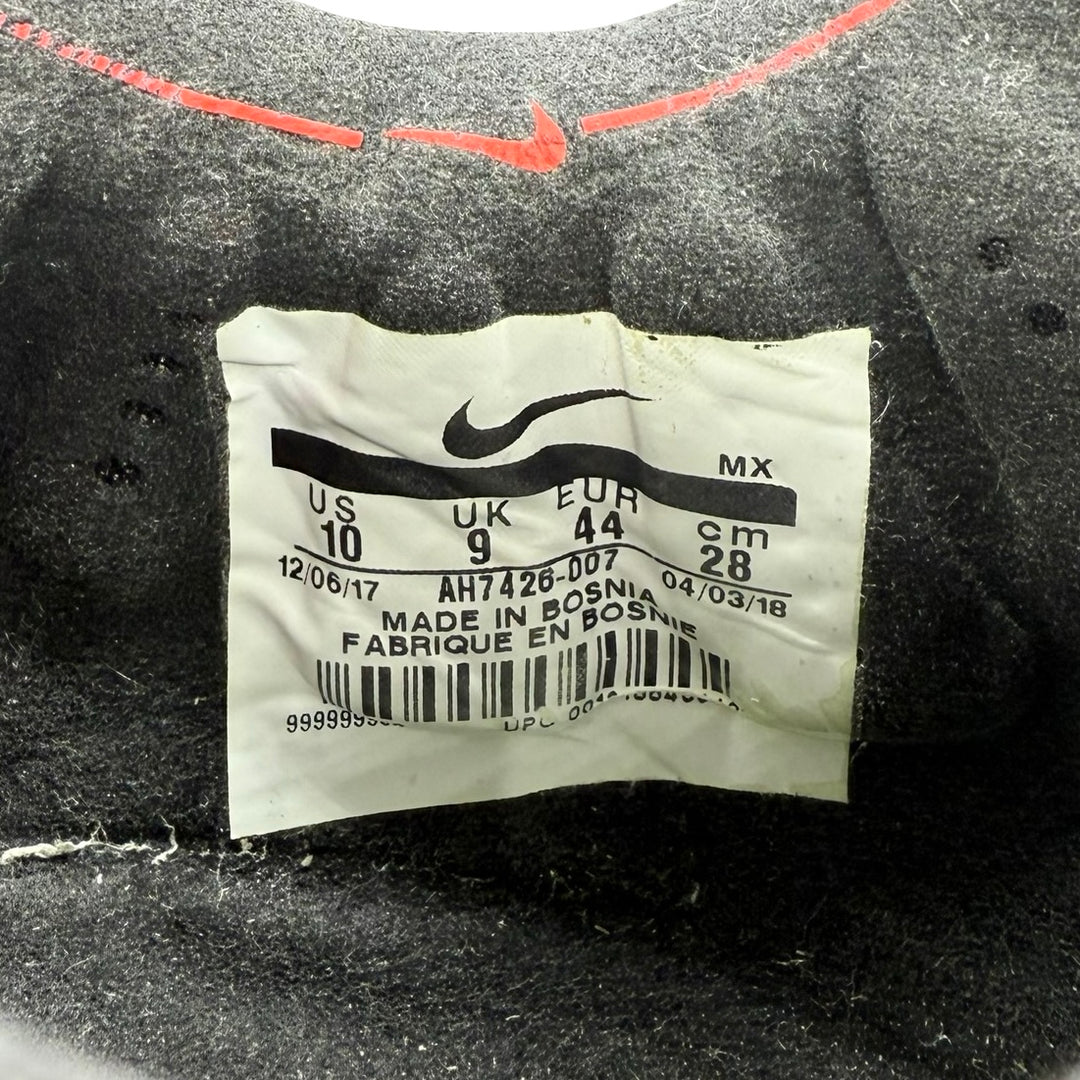 MX
US UK EUR cm
10 9 44 28
12/06/17 AH7426-007 04/03/18
MADE IN BOSNIA
FABRIQUE EN BOSNIE
UPC